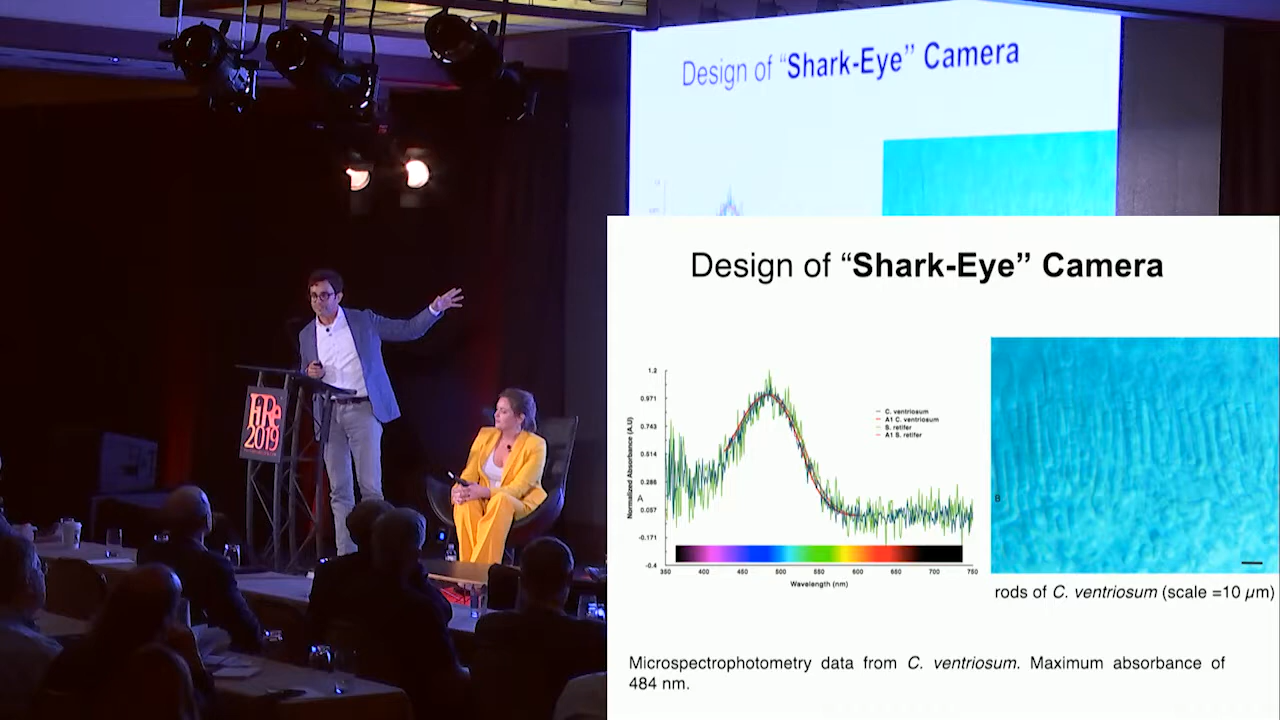 Design of “Shark-Eye” Camera
FiRe
2019
Design of “Shark-Eye” Camera
1.2
0.971
0.743
0.514
0.286
0.057
-0.171
-0.4
Normalized Absorbance (A.U)
A
C. ventriosum
A1 C. ventriosum
S. retifer
A1 S. retifer
350 400 450 500 550 600 650 700 750
Wavelength (nm)
B
rods of C. ventriosum (scale =10 µm)
Microspectrophotometry data from C. ventriosum. Maximum absorbance of
484 nm.